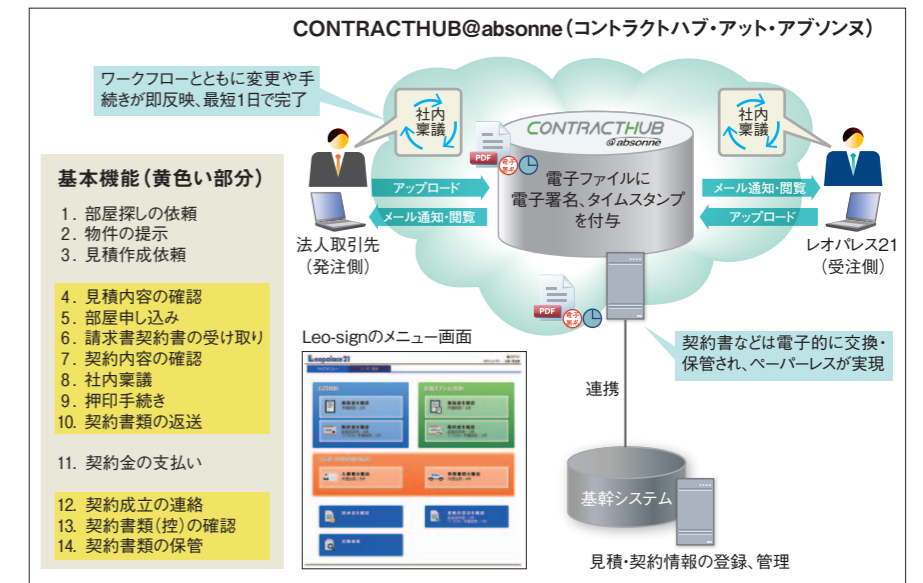 CONTRACTHUB@absonne（コントラクトハブ・アット・アブソンヌ）
ワークフローとともに変更や手
続きが即反映、最短1日で完了
社内
稟議
社内
稟議
CONTRACTHUB
@absonne
PDF
電子
署名
電子ファイルに
電子署名、タイムスタンプ
を付与
アップロード
メール通知・閲覧
メール通知・閲覧
アップロード
法人取引先
（発注側）
レオパレス21
（受注側）
基本機能（黄色い部分）
1. 部屋探しの依頼
2. 物件の提示
3. 見積作成依頼
4. 見積内容の確認
5. 部屋申し込み
6. 請求書契約書の受け取り
7. 契約内容の確認
8. 社内稟議
9. 押印手続き
10. 契約書類の返送
11. 契約金の支払い
12. 契約成立の連絡
13. 契約書類（控）の確認
14. 契約書類の保管
PDF
電子
署名
契約書などは電子的に交換・
保管され、ペーパーレスが実現
Leo-signのメニュー画面
Leopalace21
連携
基幹システム
見積・契約情報の登録、管理